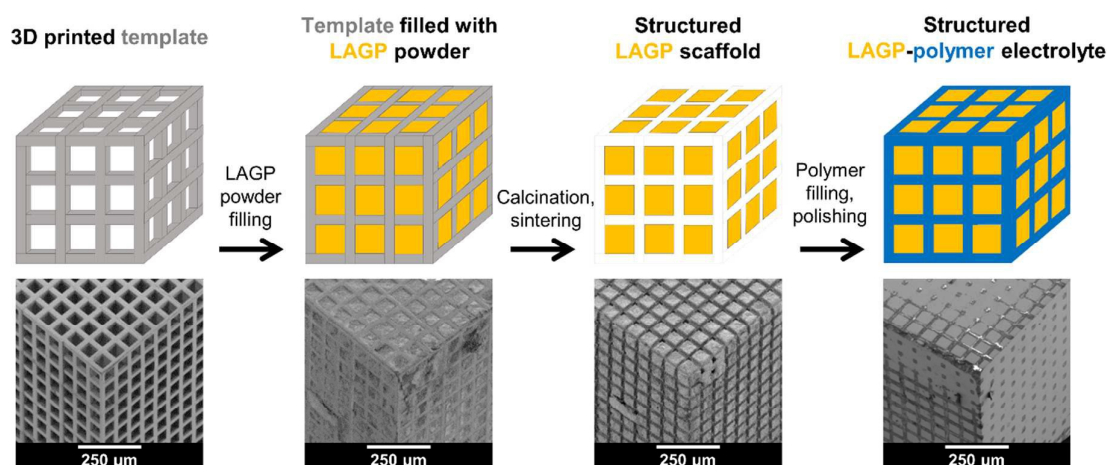 3D printed template
Template filled with
LAGP powder
Structured
LAGP scaffold
Structured
LAGP-polymer electrolyte
LAGP
powder
filling
Calcination,
sintering
Polymer
filling,
polishing
250 µm
250 µm
250 µm
250 µm